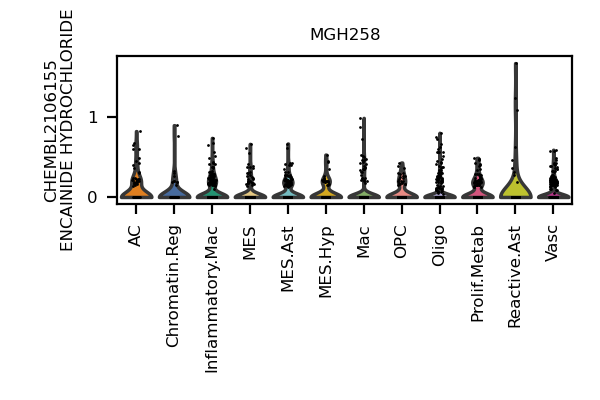 MGH258
CHEMBL2106155
ENCAINIDE HYDROCHLORIDE
1
0
AC
Chromatin.Reg
Inflammatory.Mac
MES
MES.Ast
MES.Hyp
Mac
OPC
Oligo
Prolif.Metab
Reactive.Ast
Vasc